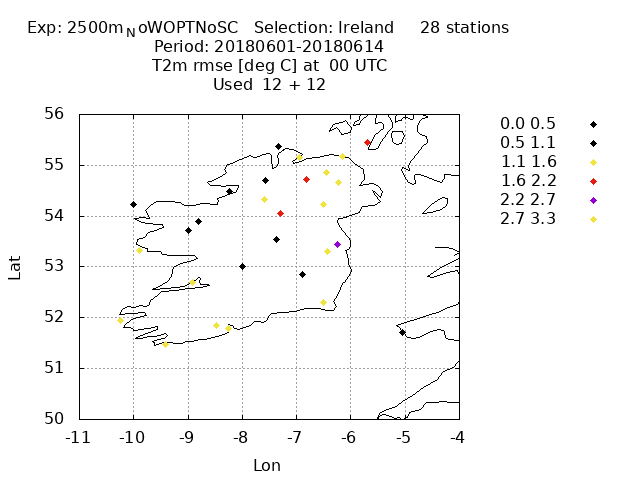 Exp: 2500m_NoWOPTNoSC Selection: Ireland 28 stations
Period: 20180601-20180614
T2m rmse [deg C] at 00 UTC
Used 12 + 12
56
55
54
53
52
51
50
-11 -10 -9 -8 -7 -6 -5 -4
Lat
Lon
0.0 0.5
0.5 1.1
1.1 1.6
1.6 2.2
2.2 2.7
2.7 3.3